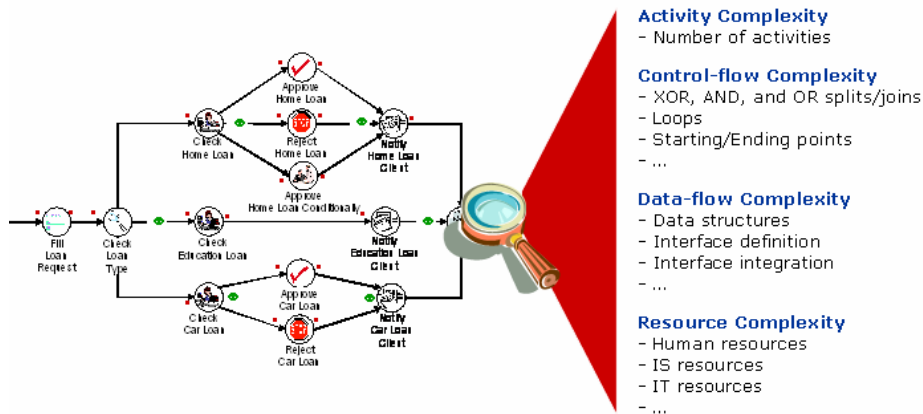 Activity Complexity
- Number of activities
Control-flow Complexity
- XOR, AND, and OR splits/joins
- Loops
- Starting/Ending points
- ...
Data-flow Complexity
- Data structures
- Interface definition
- Interface integration
- ...
Resource Complexity
- Human resources
- IS resources
- IT resources
- ...
Approve
Home Loan
Check
Home Loan
Reject
Home Loan
Notify
Home Loan
Client
Approve
Home Loan Conditionally
Fill
Loan
Request
Check
Loan
Type
Check
Education Loan
Notify
Education Loan
Client
Check
Car Loan
Approve
Car Loan
Reject
Car Loan
Notify
Car Loan
Client